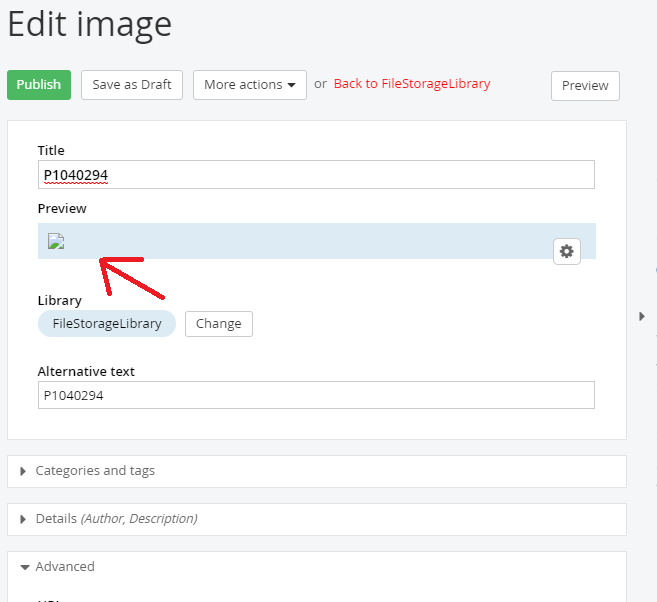 Edit image
Publish Save as Draft More actions or Back to FileStorageLibrary Preview
Title
P1040294
Preview
Library
FileStorageLibrary Change
Alternative text
P1040294
Categories and tags
Details (Author, Description)
Advanced